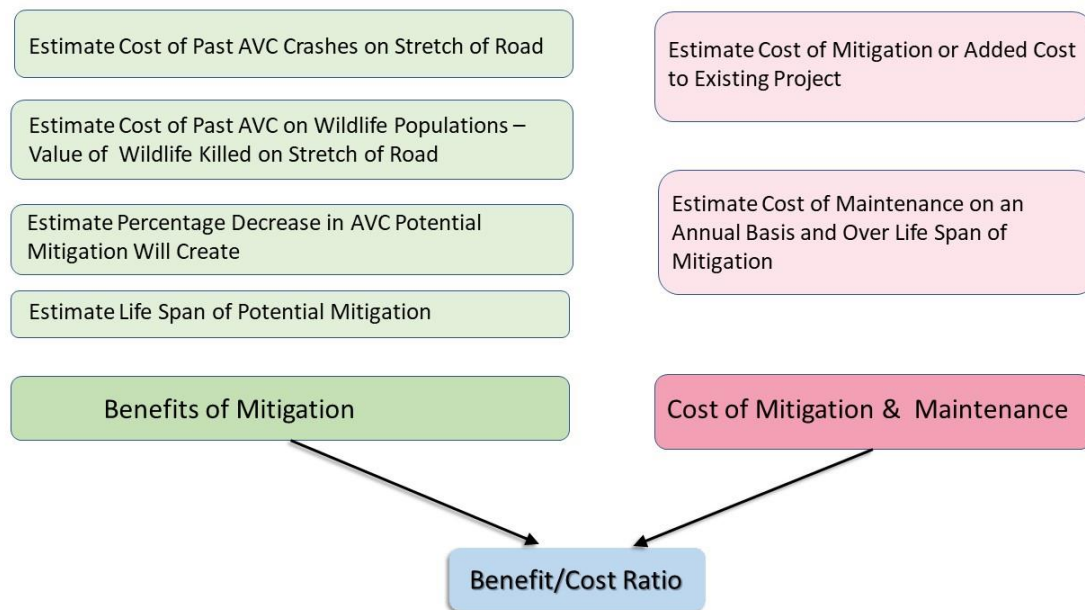 Estimate Cost of Past AVC Crashes on Stretch of Road
Estimate Cost of Past AVC on Wildlife Populations –
Value of Wildlife Killed on Stretch of Road
Estimate Percentage Decrease in AVC Potential
Mitigation Will Create
Estimate Life Span of Potential Mitigation
Benefits of Mitigation
Estimate Cost of Mitigation or Added Cost
to Existing Project
Estimate Cost of Maintenance on an
Annual Basis and Over Life Span of
Mitigation
Cost of Mitigation & Maintenance
Benefit/Cost Ratio